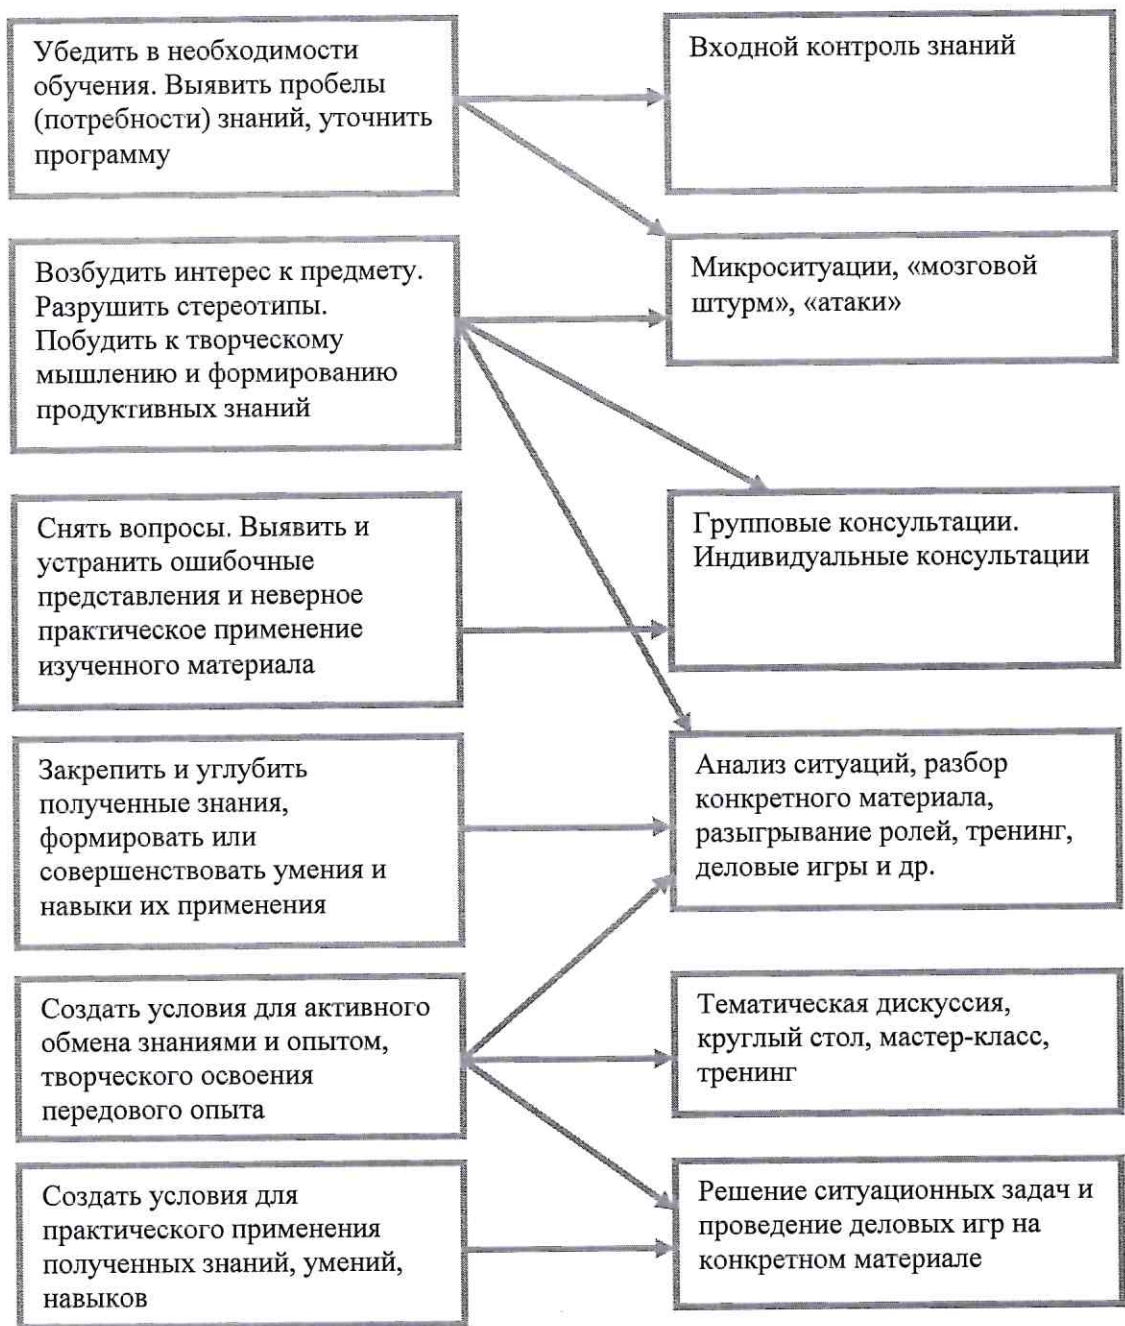 Убедить в необходимости
обучения. Выявить пробелы
(потребности) знаний, уточнить
программу
Входной контроль знаний
Возбудить интерес к предмету.
Разрушить стереотипы.
Побудить к творческому
мышлению и формированию
продуктивных знаний
Микроситуации, «мозговой
штурм», «атаки»
Снять вопросы. Выявить и
устранить ошибочные
представления и неверное
практическое применение
изученного материала
Групповые консультации.
Индивидуальные консультации
Закрепить и углубить
полученные знания,
формировать или
совершенствовать умения и
навыки их применения
Анализ ситуаций, разбор
конкретного материала,
разыгрывание ролей, тренинг,
деловые игры и др.
Создать условия для активного
обмена знаниями и опытом,
творческого освоения
передового опыта
Тематическая дискуссия,
круглый стол, мастер-класс,
тренинг
Создать условия для
практического применения
полученных знаний, умений,
навыков
Решение ситуационных задач и
проведение деловых игр на
конкретном материале